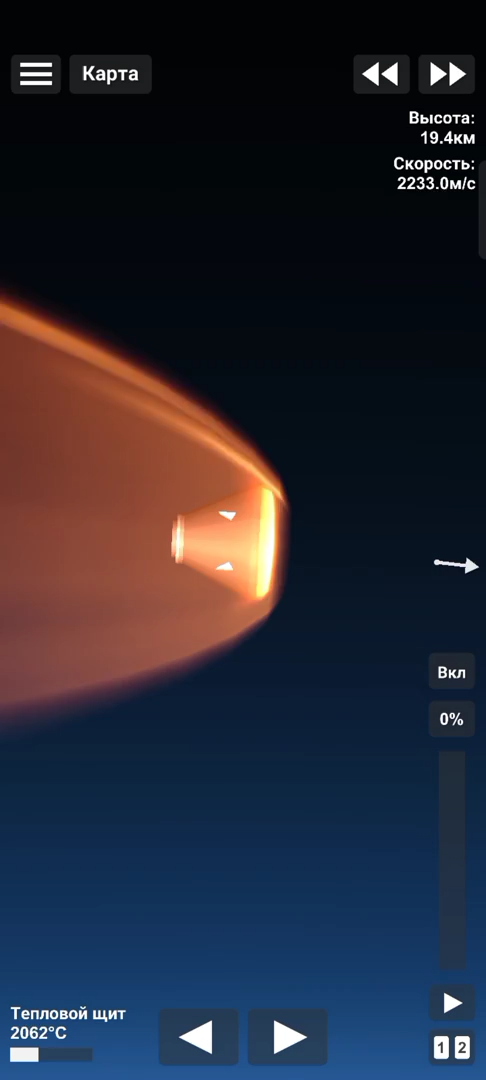 Карта
Высота:
19.4км
Скорость:
2233.0м/с
Вкл
0%
Тепловой щит
2062°C
1 2